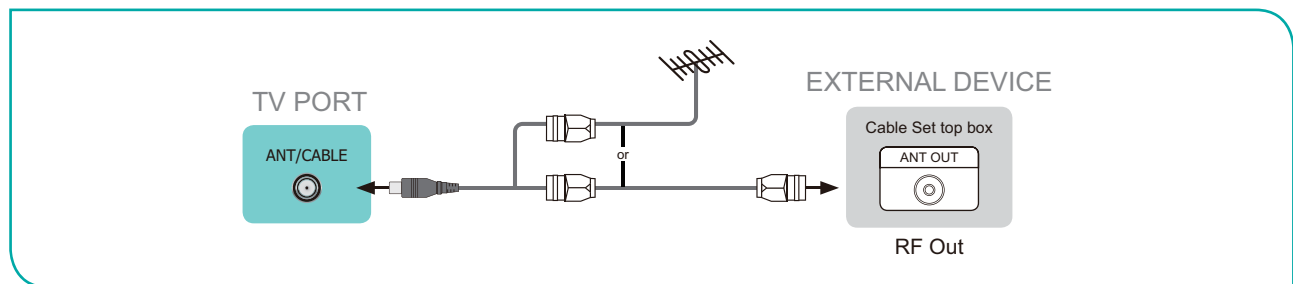 TV PORT
ANT/CABLE
or
EXTERNAL DEVICE
Cable Set top box
ANT OUT
RF Out